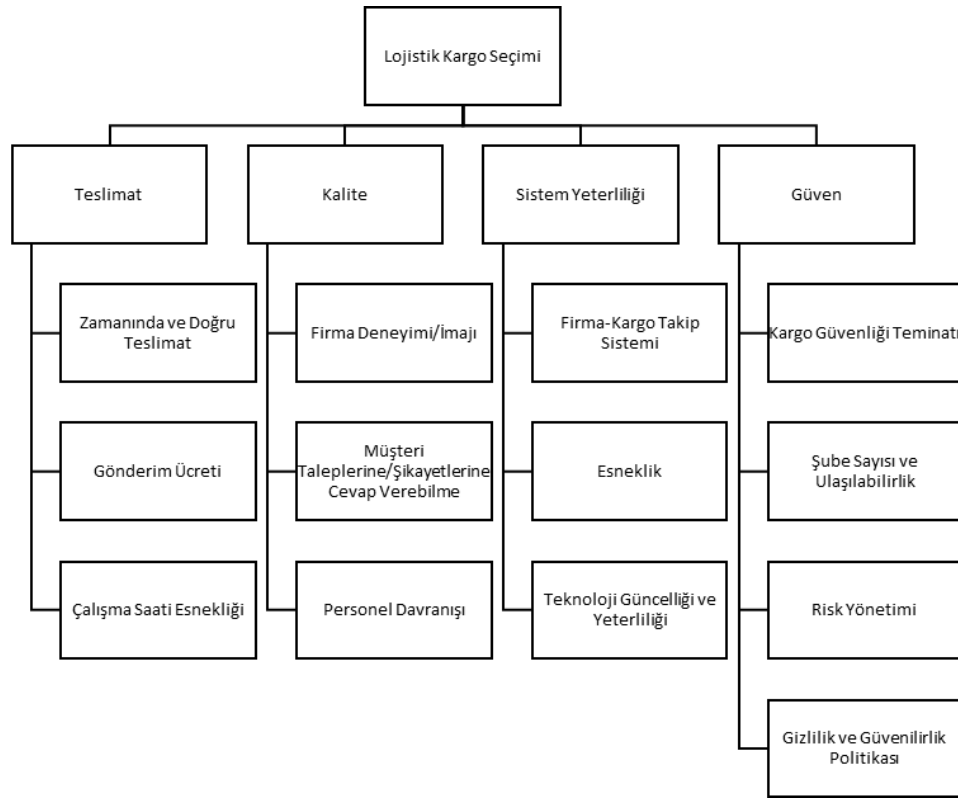 Lojistik Kargo Seçimi
Teslimat
Zamanında ve Doğru
Teslimat
Gönderim Ücreti
Çalışma Saati Esnekliği
Kalite
Firma Deneyimi/İmajı
Müşteri
Taleplerine/Şikayetlerine
Cevap Verebilme
Personel Davranışı
Sistem Yeterliliği
Firma-Kargo Takip
Sistemi
Esneklik
Teknoloji Güncelliği ve
Yeterliliği
Güven
Kargo Güvenliği Teminatı
Şube Sayısı ve
Ulaşılabilirlik
Risk Yönetimi
Gizlilik ve Güvenilirlik
Politikası